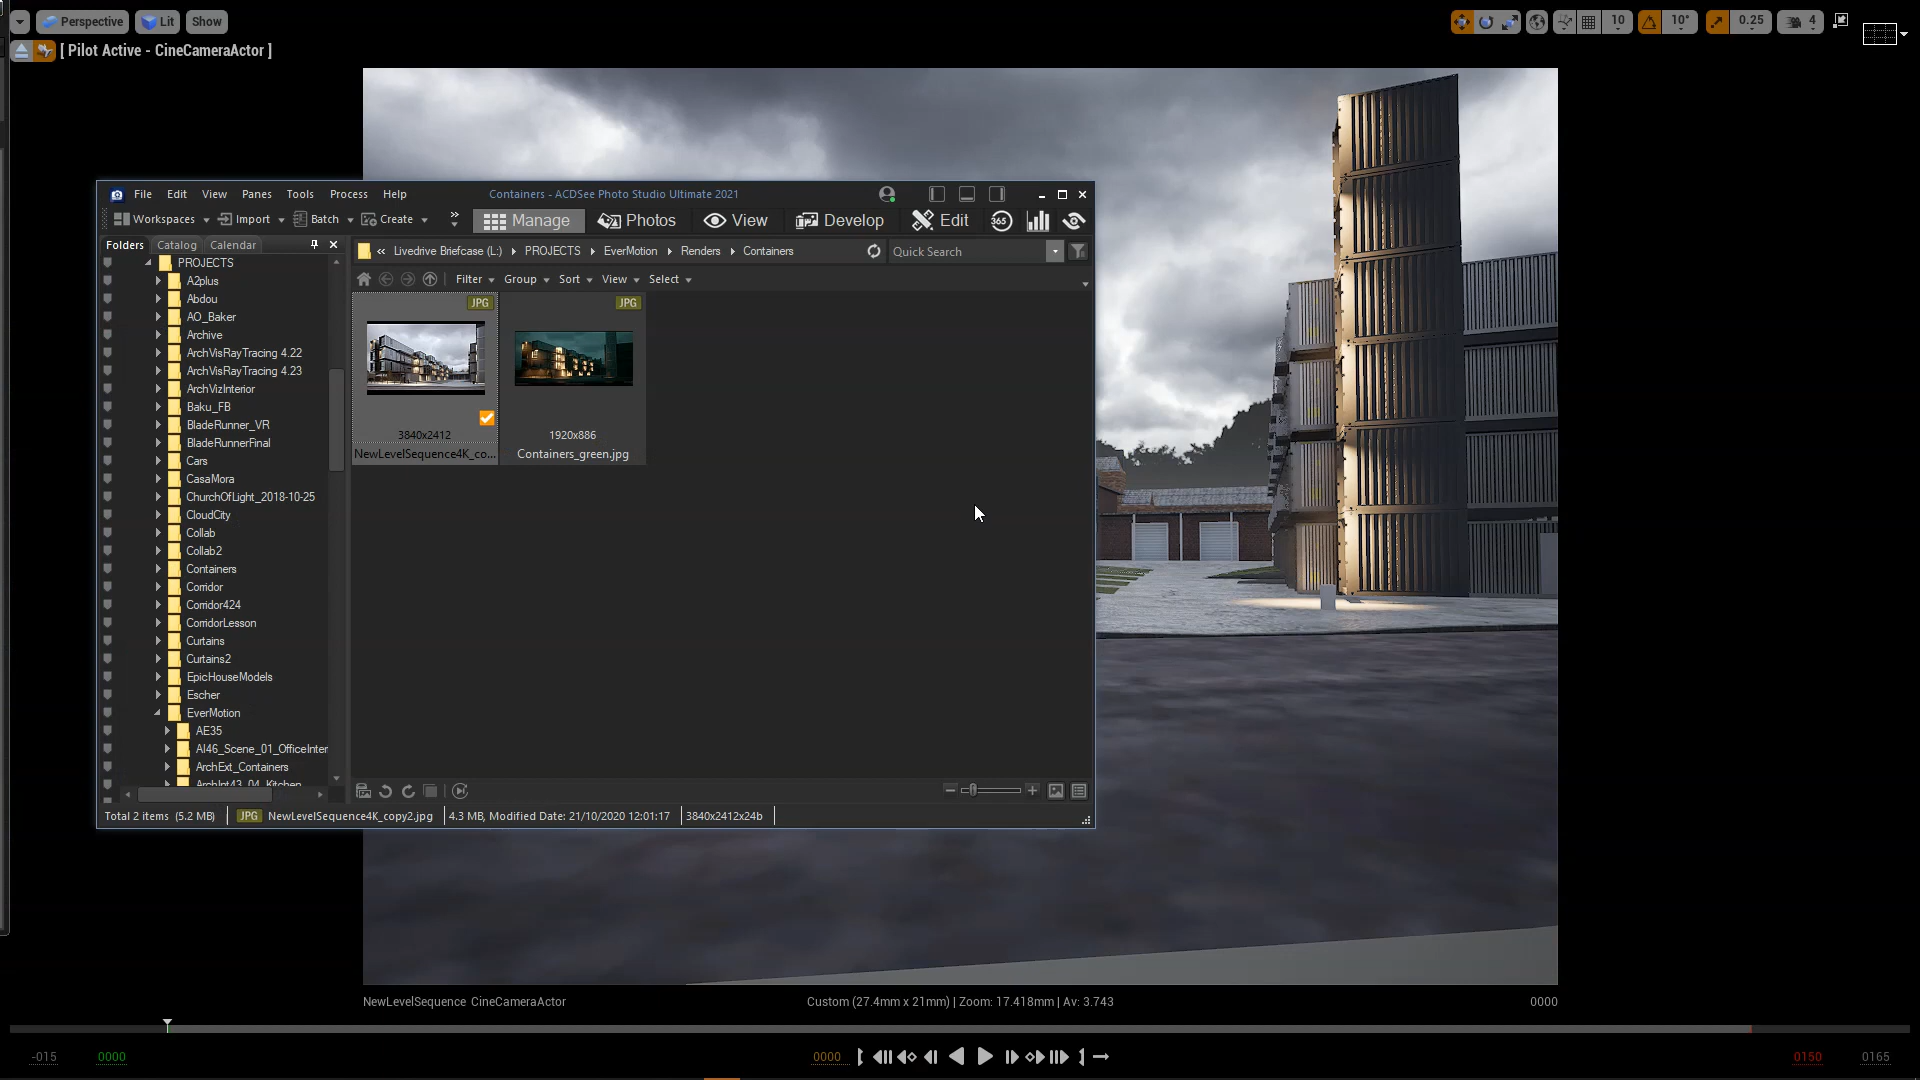 Perspective Lit Show
10 10° 0.25 4
[ Pilot Active - CineCameraActor ]
File Edit View Panes Tools Process Help
Containers - ACDSee Photo Studio Ultimate 2021
Workspaces Import Batch Create
Manage Photos View Develop Edit 365
Folders Catalog Calendar
Livedrive Briefcase (L:) PROJECTS EverMotion Renders Containers
Quick Search
Filter Group Sort View Select
PROJECTS
A2plus
Abdou
AO_Baker
Archive
ArchVisRayTracing 4.22
ArchVisRayTracing 4.23
ArchVizInterior
Baku_FB
BladeRunner_VR
BladeRunnerFinal
Cars
CasaMora
ChurchOfLight_2018-10-25
CloudCity
Collab
Collab2
Containers
Corridor
Corridor424
CorridorLesson
Curtains
Curtains2
EpicHouseModels
Escher
EverMotion
AE35
AI46_Scene_01_OfficeInter
ArchExt_Containers
ArchInt43_04_Kitchen
JPG
3840x2412
NewLevelSequence4K_co...
JPG
1920x886
Containers_green.jpg
Total 2 items (5.2 MB) JPG NewLevelSequence4K_copy2.jpg 4.3 MB, Modified Date: 21/10/2020 12:01:17 3840x2412x24b
NewLevelSequence CineCameraActor
Custom (27.4mm x 21mm) | Zoom: 17.418mm | Av: 3.743
0000
-015 0000 0000 0150 0165